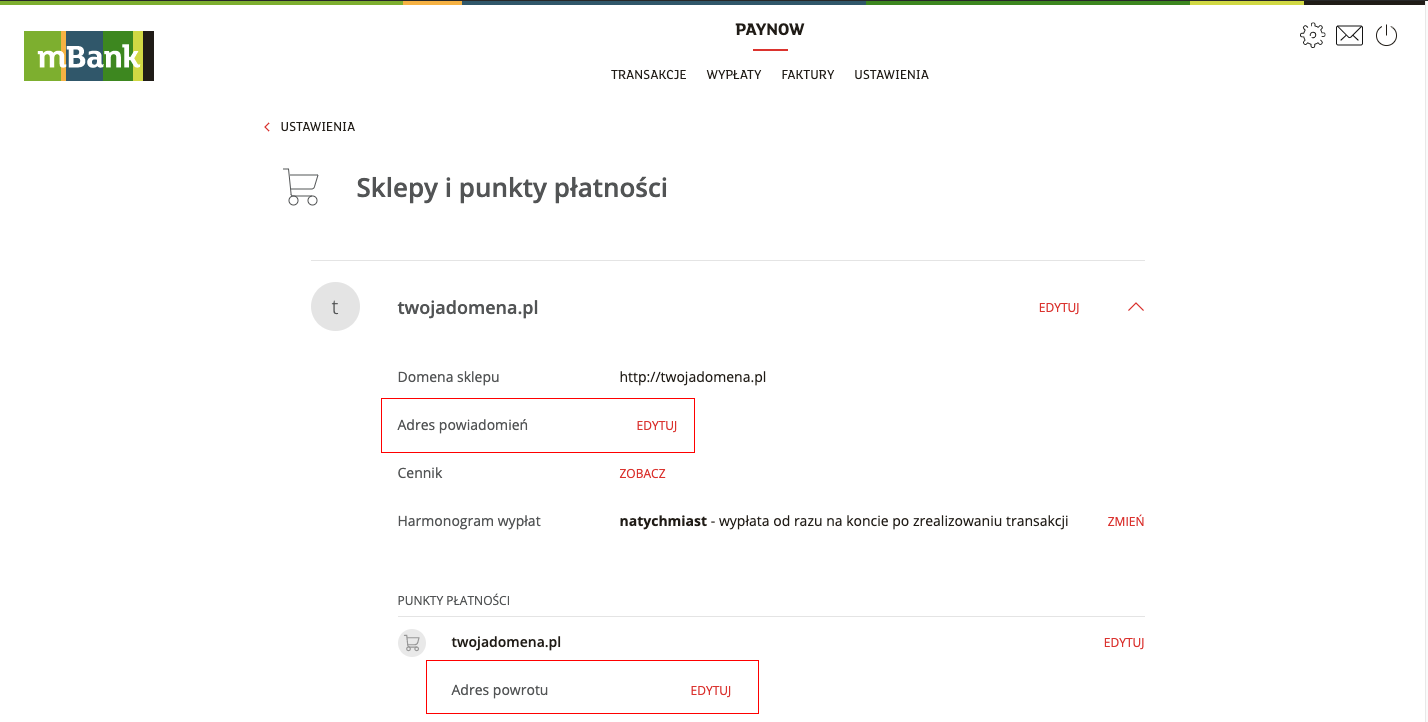 mBank
PAYNOW
TRANSAKCJE WYPŁATY FAKTURY USTAWIENIA
USTAWIENIA
Sklepy i punkty płatności
t twojadomena.pl EDYTUJ
Domena sklepu http://twojadomena.pl
Adres powiadomień EDYTUJ
Cennik ZOBACZ
Harmonogram wypłat natychmiast - wypłata od razu na koncie po zrealizowaniu transakcji ZMIEŃ
PUNKTY PŁATNOŚCI
twojadomena.pl EDYTUJ
Adres powrotu EDYTUJ